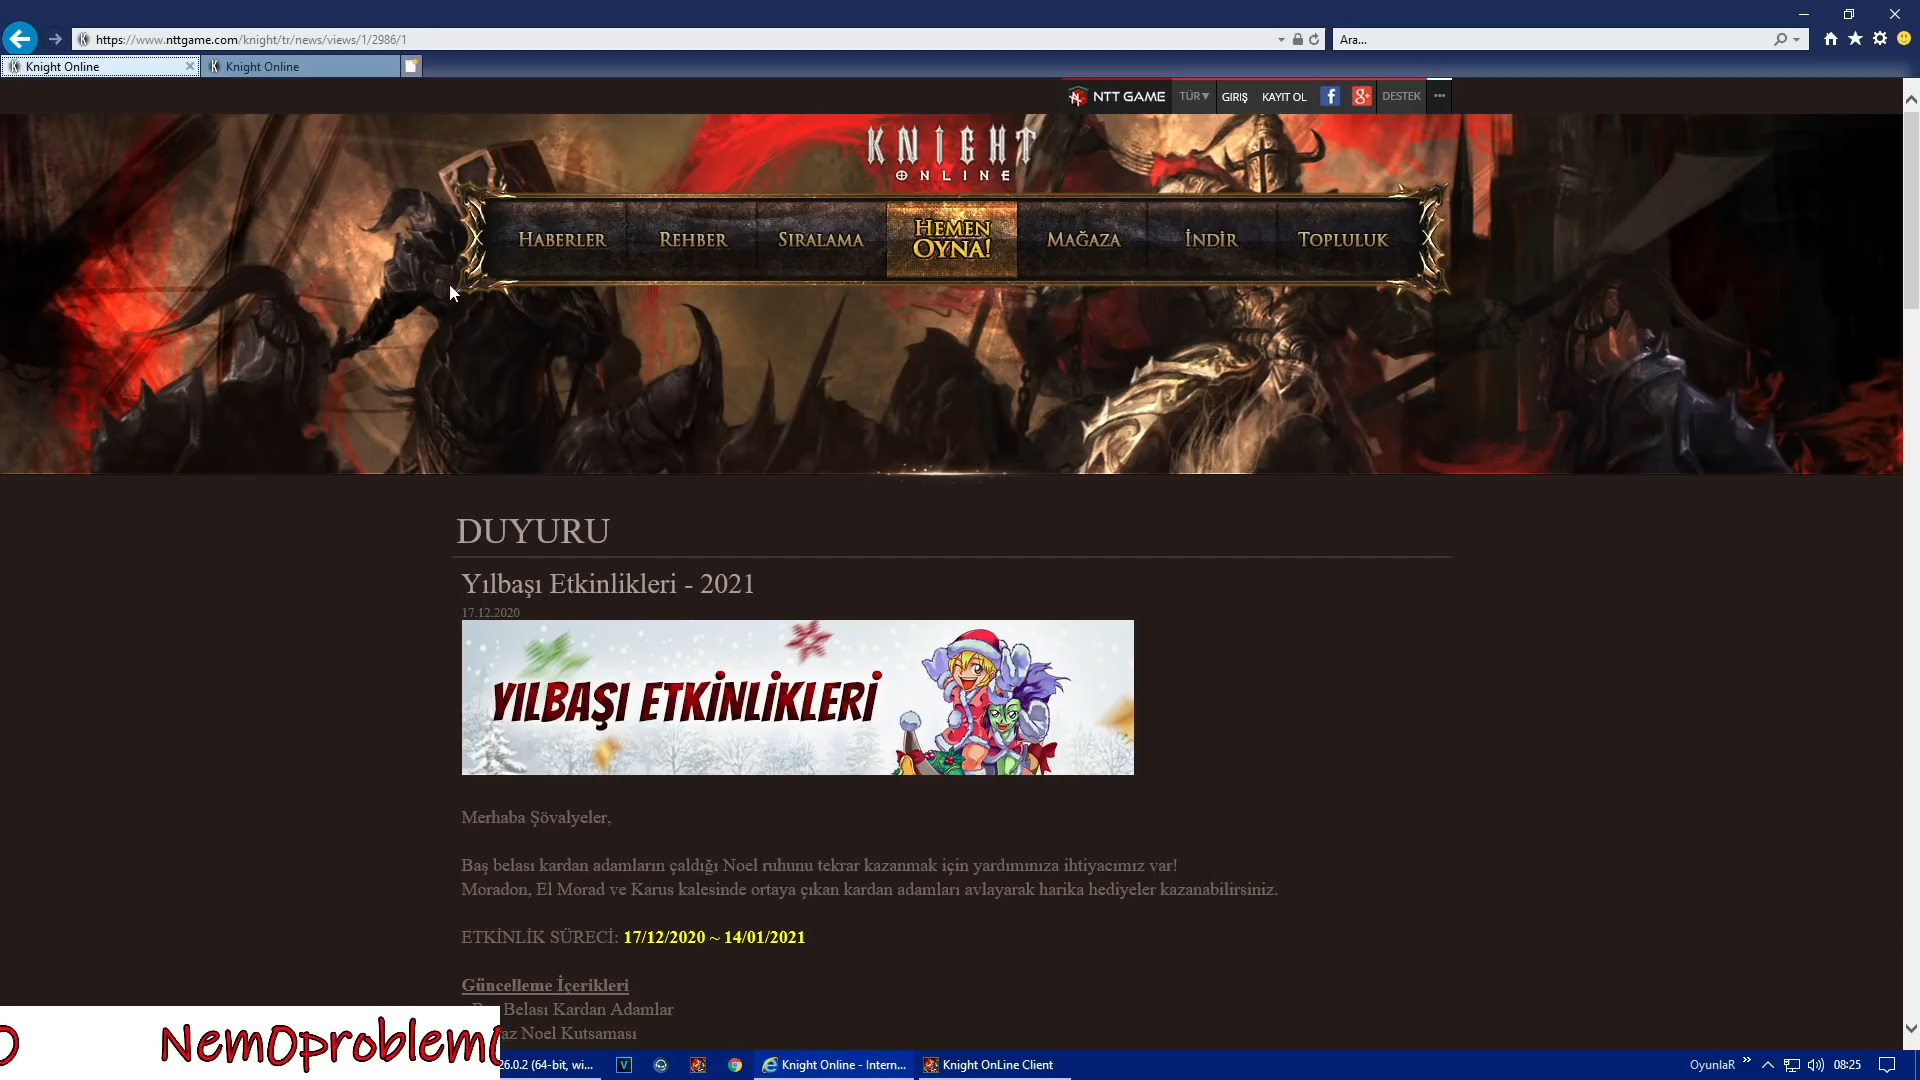 https://www.nttgame.com/knight/tr/news/views/1/2986/1
Ara...
Knight Online
Knight Online
NTT GAME
TÜR
GIRIŞ
KAYIT OL
DESTEK
KNIGHT
ONLINE
HABERLER
REHBER
SIRALAMA
HEMEN
OYNA!
MAĞAZA
İNDİR
TOPLULUK
DUYURU
Yılbaşı Etkinlikleri - 2021
17.12.2020
YILBAŞI ETKİNLİKLERİ
Merhaba Şövalyeler,
Baş belası kardan adamların çaldığı Noel ruhunu tekrar kazanmak için yardımınıza ihtiyacımız var!
Moradon, El Morad ve Karus kalesinde ortaya çıkan kardan adamları avlayarak harika hediyeler kazanabilirsiniz.
ETKİNLİK SÜRECİ: 17/12/2020 ~ 14/01/2021
Güncelleme İçerikleri
Belası Kardan Adamlar
az Noel Kutsaması
NemOproblemO
26.0.2 (64-bit, wi...
Knight Online - Intern...
Knight OnLine Client
OyunlaR
08:25